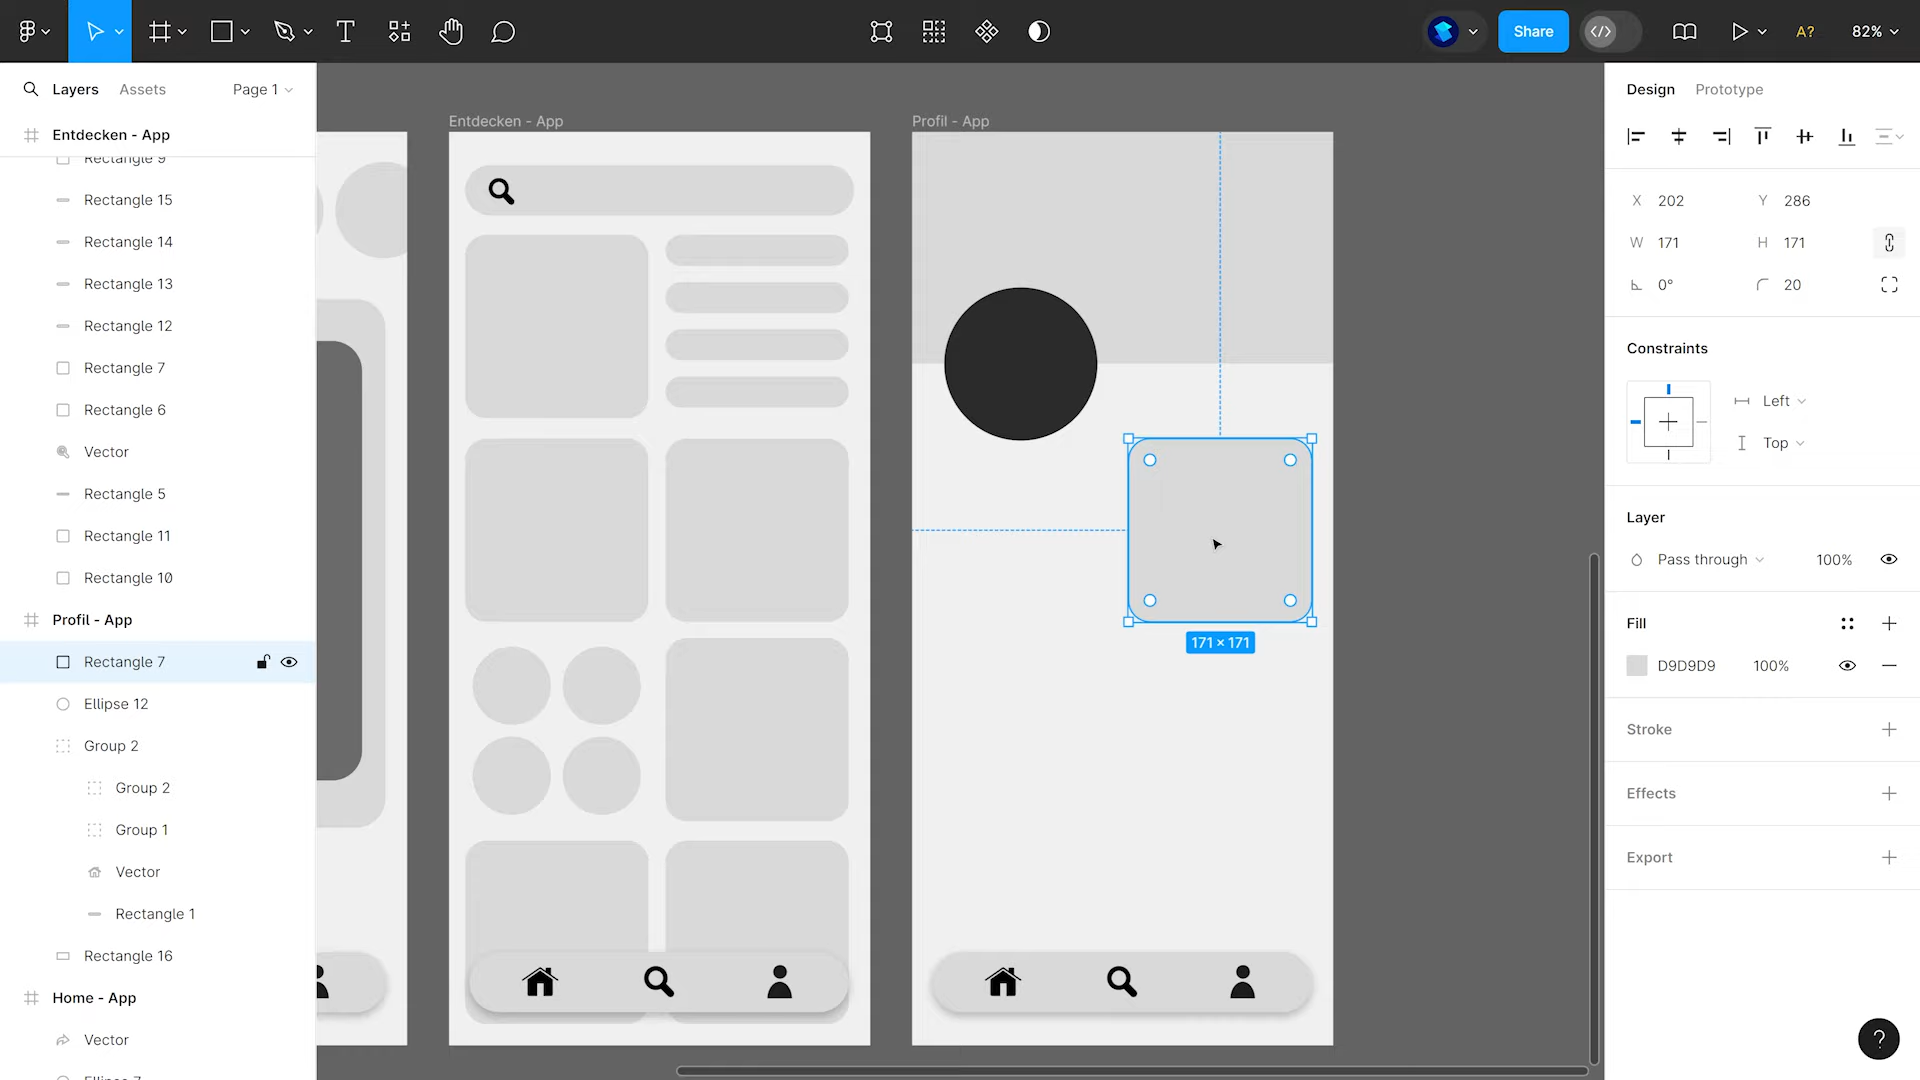 Share
A?
82%
Layers
Assets
Page 1
Design
Prototype
Entdecken - App
Rectangle 9
Rectangle 15
Rectangle 14
Rectangle 13
Rectangle 12
Rectangle 7
Rectangle 6
Vector
Rectangle 5
Rectangle 11
Rectangle 10
Profil - App
Rectangle 7
Ellipse 12
Group 2
Group 2
Group 1
Vector
Rectangle 1
Rectangle 16
Home - App
Vector
Ellipse 7
Entdecken - App
Profil - App
171 × 171
X 202
Y 286
W 171
H 171
0°
20
Constraints
Left
Top
Layer
Pass through
100%
Fill
D9D9D9
100%
Stroke
Effects
Export
?